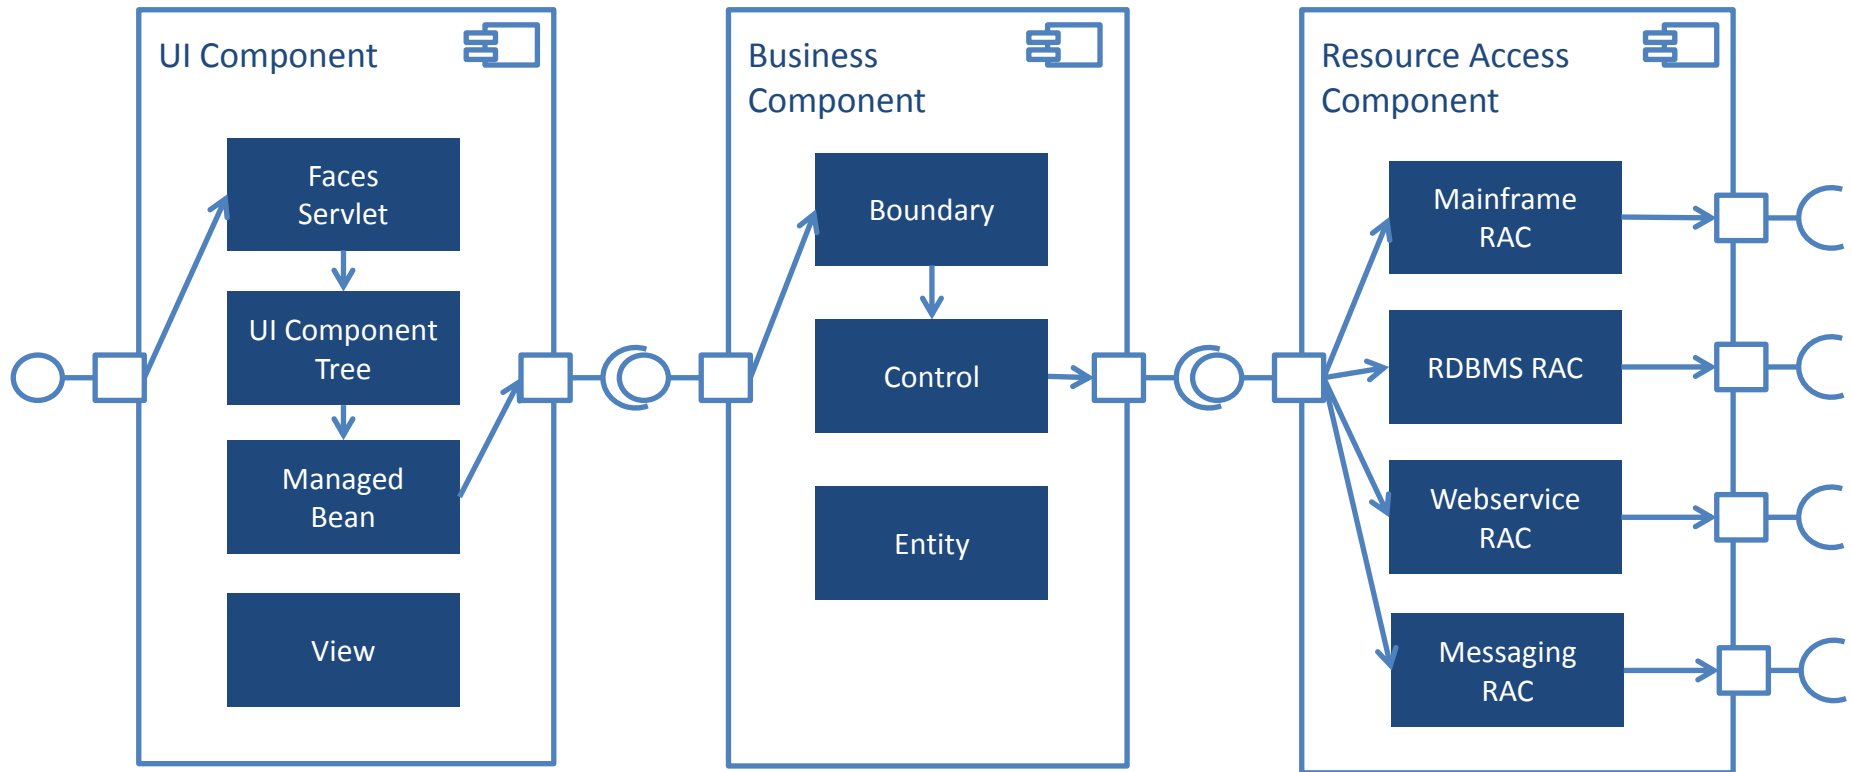 UI Component
Faces
Servlet
UI Component
Tree
Managed
Bean
View
Business
Component
Boundary
Control
Entity
Resource Access
Component
Mainframe
RAC
RDBMS RAC
Webservice
RAC
Messaging
RAC